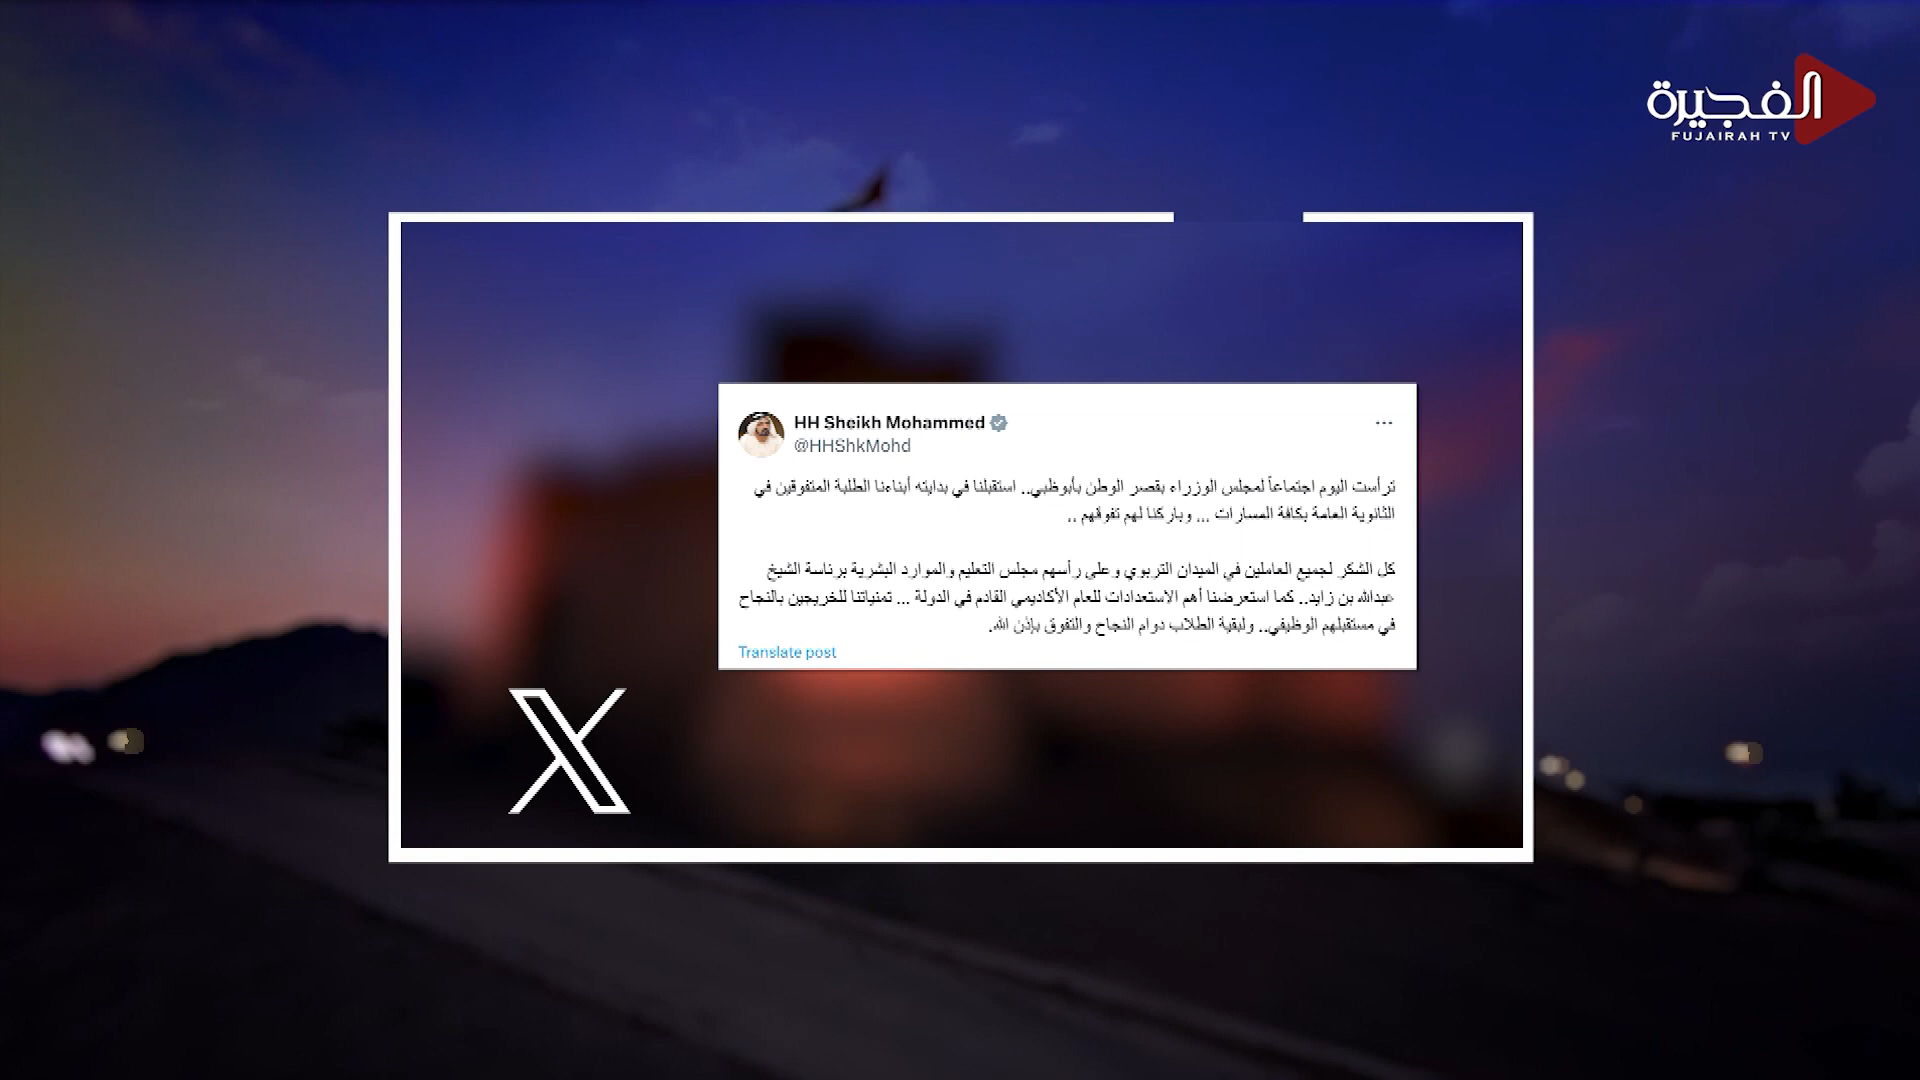 الفجيرة
FUJAIRAH TV
HH Sheikh Mohammed
@HHShkMohd
ترأست اليوم اجتماعاً لمجلس الوزراء بقصر الوطن بأبوظبي.. استقبلنا في بدايته أبناءنا الطلبة المتفوقين في
الثانوية العامة بكافة المسارات ... وباركنا لهم تفوقهم ..
كل الشكر لجميع العاملين في الميدان التربوي وعلى رأسهم مجلس التعليم والموارد البشرية برئاسة الشيخ
عبدالله بن زايد.. كما استعرضنا أهم الاستعدادات للعام الأكاديمي القادم في الدولة ... تمنياتنا للخريجين بالنجاح
في مستقبلهم الوظيفي.. ولبقية الطلاب دوام النجاح والتفوق بإذن الله.
Translate post